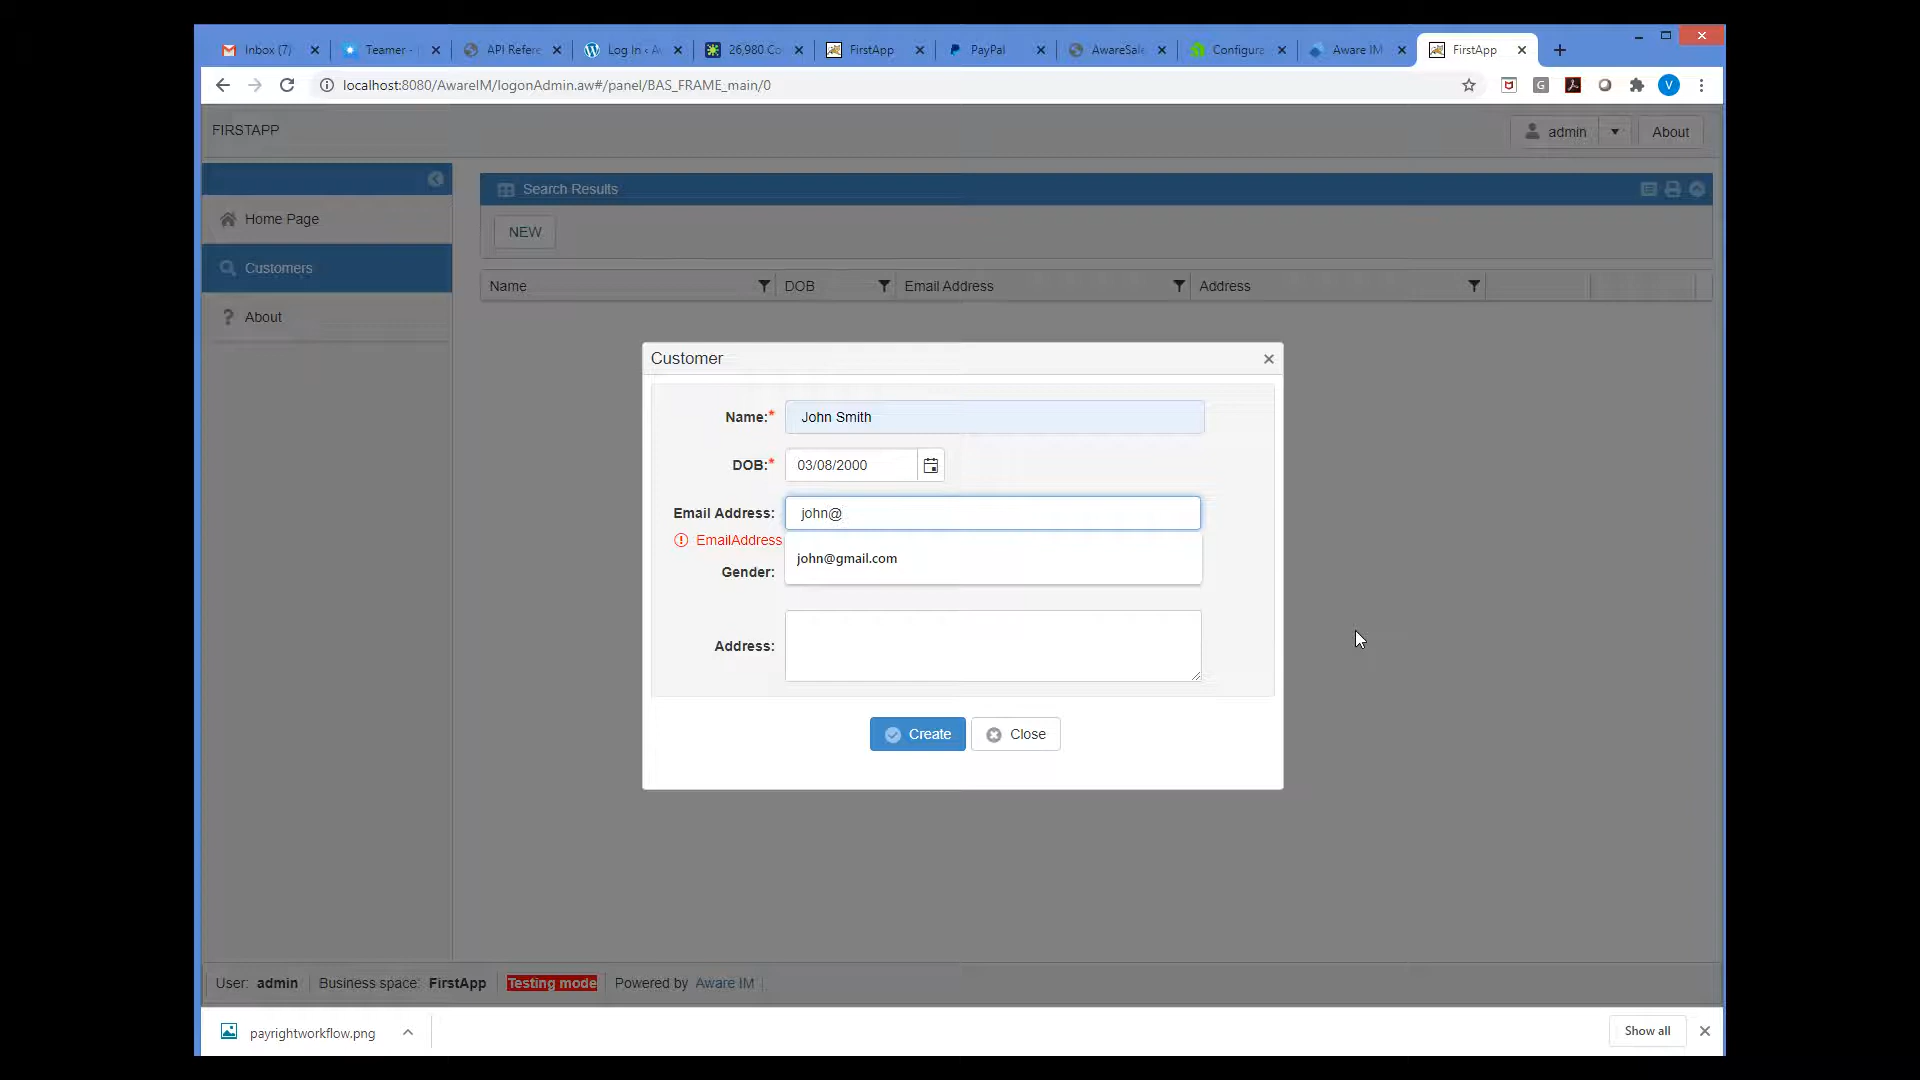 Inbox (7)
Teamer -
API Refere
Log In ‹ A
26,980 Co
FirstApp
PayPal
AwareSale
Configura
Aware IM
FirstApp
localhost:8080/AwareIM/logonAdmin.aw#/panel/BAS_FRAME_main/0
V
FIRSTAPP
admin
About
Home Page
Customers
About
Search Results
NEW
Name
DOB
Email Address
Address
Customer
Name:*
John Smith
DOB:*
03/08/2000
Email Address:
john@
EmailAddress
john@gmail.com
Gender:
Address:
Create
Close
User: admin
Business space: FirstApp
Testing mode
Powered by Aware IM
payrightworkflow.png
Show all